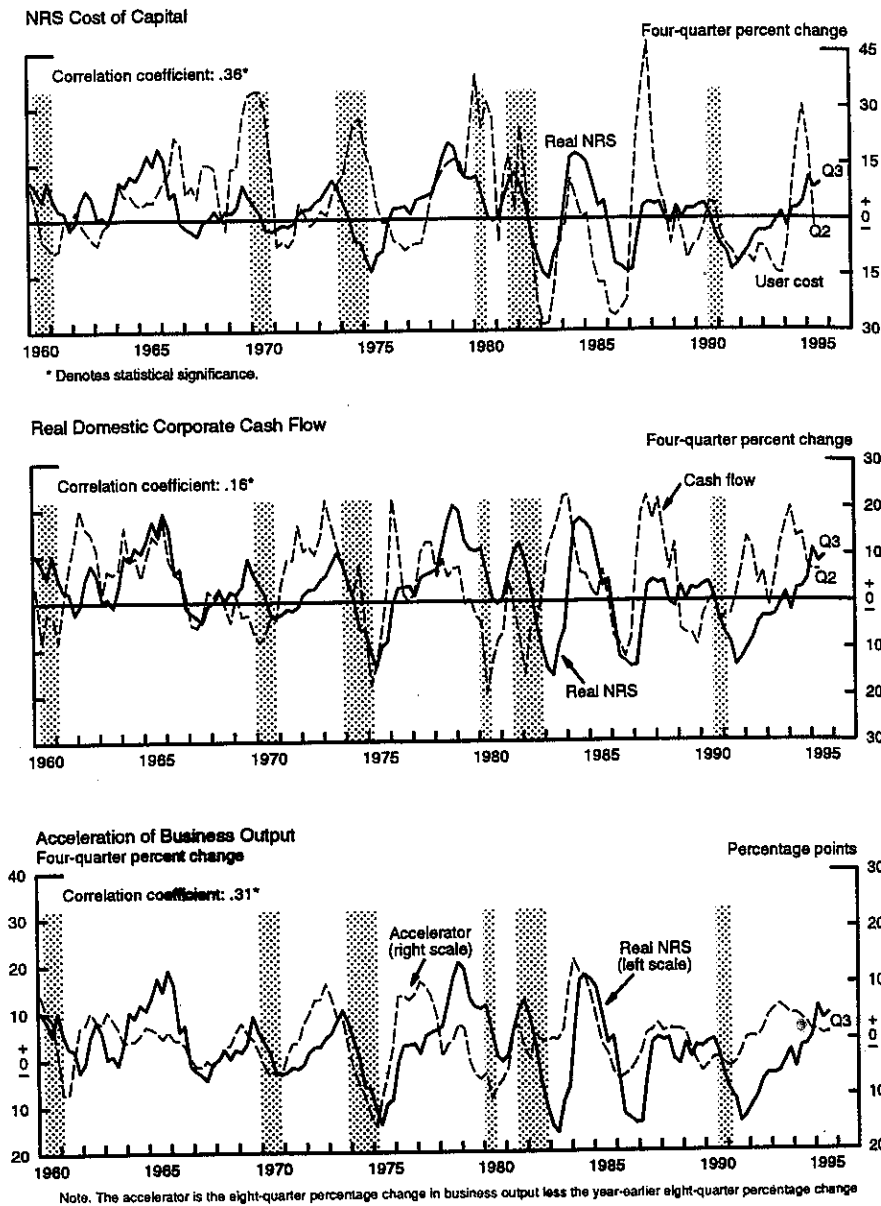 NRS Cost of Capital
Four-quarter percent change
Correlation coefficient: .36*
45
30
15
+
0
–
15
30
Real NRS
Q3
Q2
User cost
1960 1965 1970 1975 1980 1985 1990 1995
* Denotes statistical significance.
Real Domestic Corporate Cash Flow
Four-quarter percent change
Correlation coefficient: .16*
30
20
10
+
0
–
10
20
30
Cash flow
Q3
Q2
Real NRS
1960 1965 1970 1975 1980 1985 1990 1995
Acceleration of Business Output
Four-quarter percent change
Percentage points
Correlation coefficient: .31*
40
30
20
10
+
0
–
10
20
30
20
10
+
0
–
10
20
Accelerator
(right scale)
Real NRS
(left scale)
Q3
1960 1965 1970 1975 1980 1985 1990 1995
Note. The accelerator is the eight-quarter percentage change in business output less the year-earlier eight-quarter percentage change